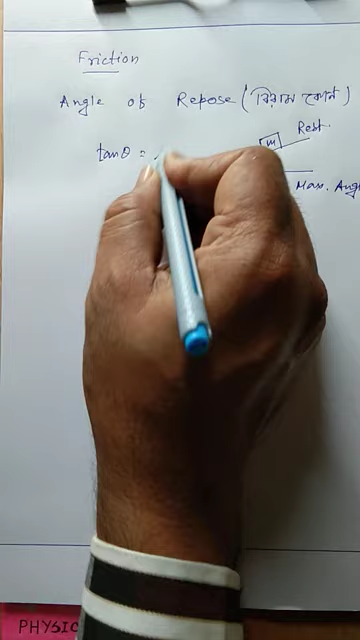 Friction
Angle of Repose (বিরাম কোন)
Rest.
m
tanθ =
Max. Ang
PHYSIC